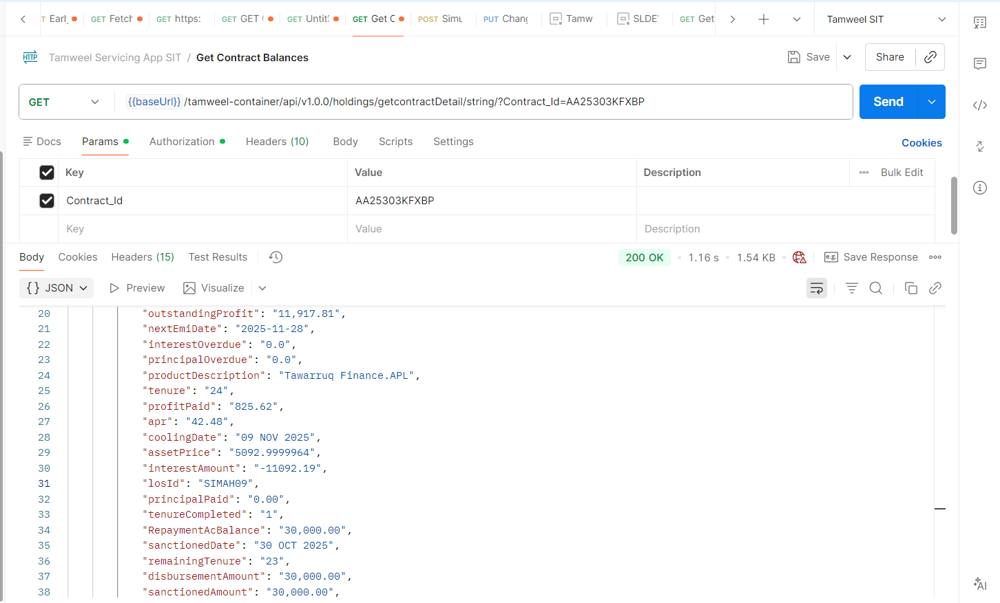 T Earl
GET Fetch
GET https:
GET GET (
GET Untitl
GET Get C
POST Simu
PUT Chang
Tamw
SLDE
GET Get
Tamweel SIT
HTTP Tamweel Servicing App SIT / Get Contract Balances
Save
Share
GET
{{baseUrl}} /tamweel-container/api/v1.0.0/holdings/getcontractDetail/string/?Contract_Id=AA25303KFXBP
Send
Docs Params Authorization Headers (10) Body Scripts Settings
Cookies
Key Value Description Bulk Edit
Contract_Id AA25303KFXBP
Key Value Description
Body Cookies Headers (15) Test Results
200 OK • 1.16 s • 1.54 KB • e.g. Save Response
{} JSON Preview Visualize
20 "outstandingProfit": "11,917.81",
21 "nextEmiDate": "2025-11-28",
22 "interestOverdue": "0.0",
23 "principalOverdue": "0.0",
24 "productDescription": "Tawarruq Finance.APL",
25 "tenure": "24",
26 "profitPaid": "825.62",
27 "apr": "42.48",
28 "coolingDate": "09 NOV 2025",
29 "assetPrice": "5092.9999964",
30 "interestAmount": "-11092.19",
31 "losId": "SIMAH09",
32 "principalPaid": "0.00",
33 "tenureCompleted": "1",
34 "RepaymentAcBalance": "30,000.00",
35 "sanctionedDate": "30 OCT 2025",
36 "remainingTenure": "23",
37 "disbursementAmount": "30,000.00",
38 "sanctionedAmount": "30,000.00",
AI